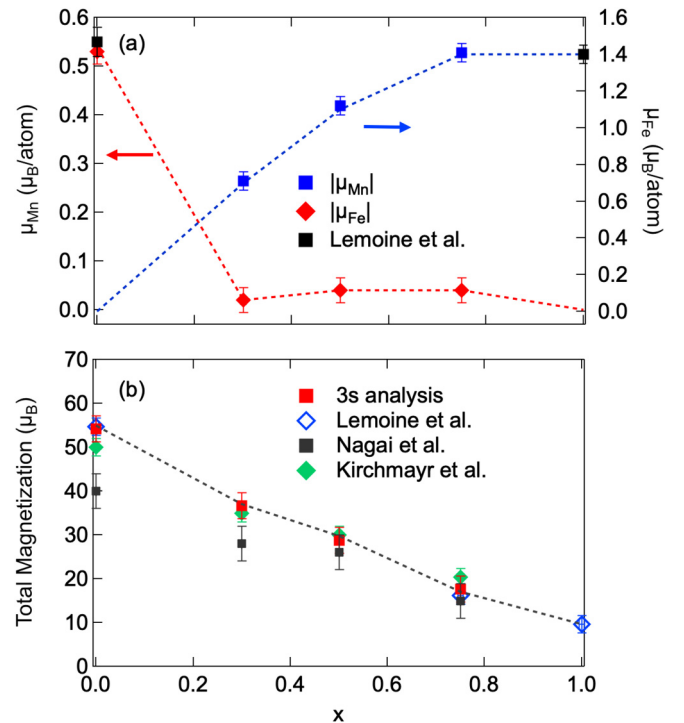 0.6
0.5
0.4
0.3
0.2
0.1
0.0
μMn (μB/atom)
(a)
|μMn|
|μFe|
Lemoine et al.
1.6
1.4
1.2
1.0
0.8
0.6
0.4
0.2
0.0
μFe (μB/atom)
70
60
50
40
30
20
10
0
Total Magnetization (μB)
(b)
3s analysis
Lemoine et al.
Nagai et al.
Kirchmayr et al.
0.0 0.2 0.4 0.6 0.8 1.0
x